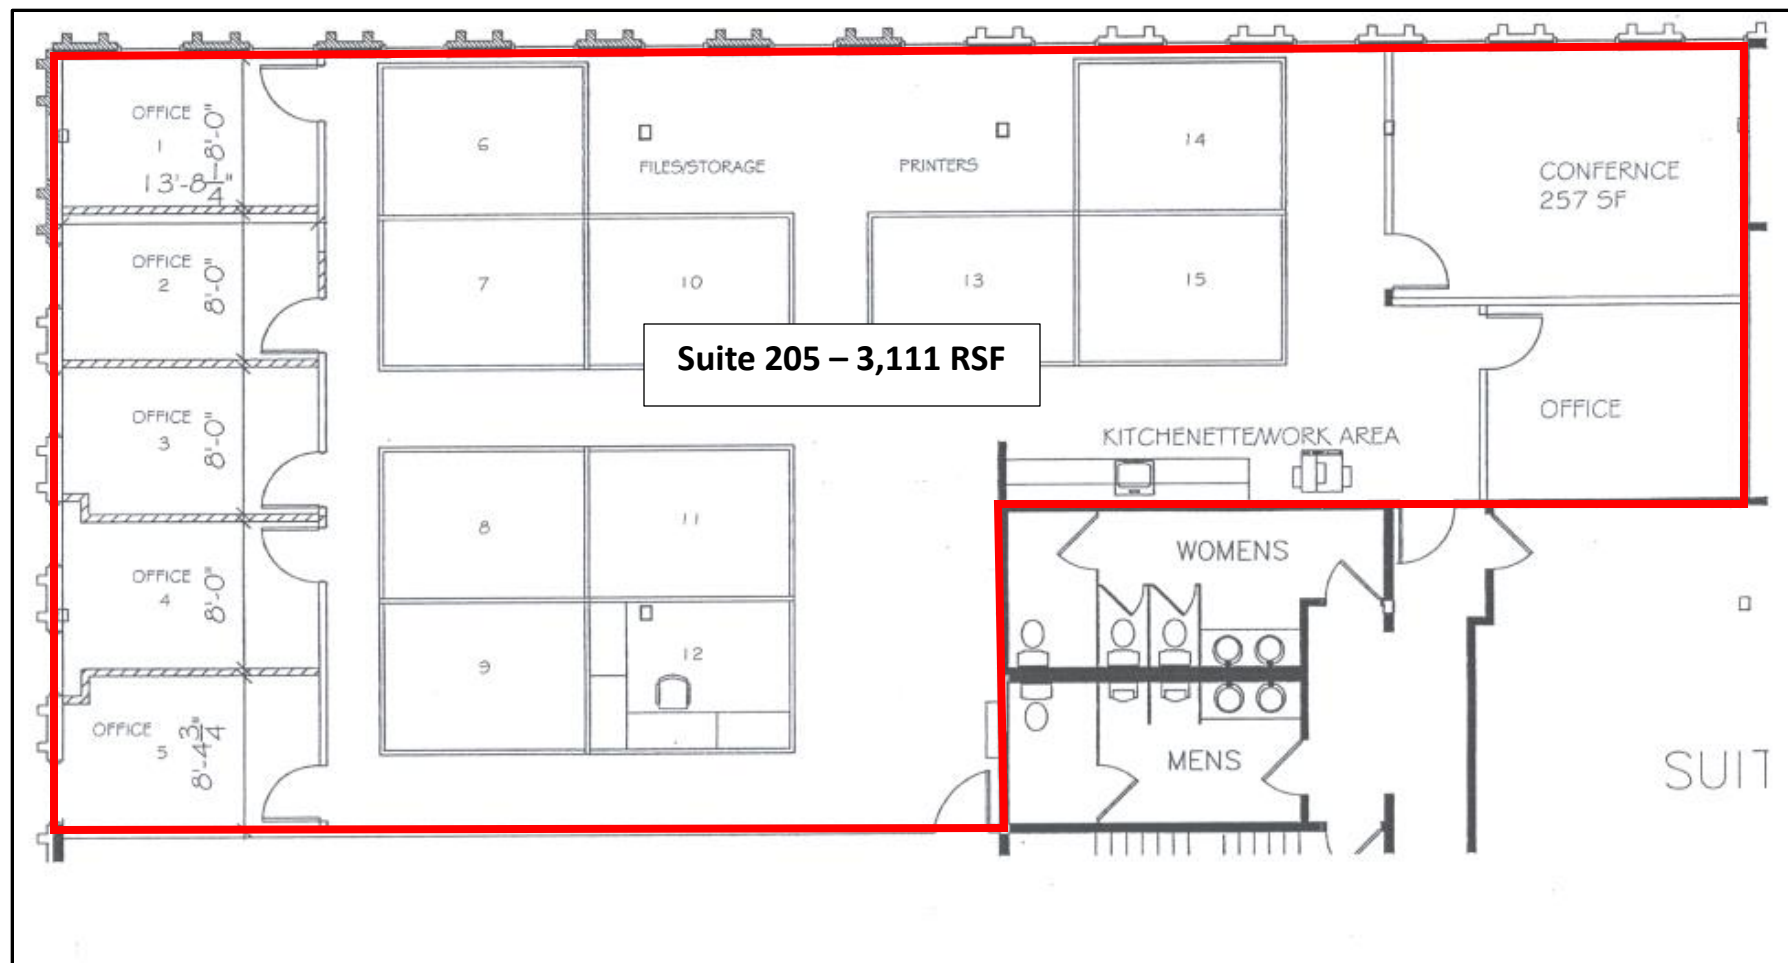 OFFICE
1
8'-0"
13'-8 1/4"
6
FILES/STORAGE
PRINTERS
14
CONFERNCE
257 SF
OFFICE
2
8'-0"
7
10
13
15
Suite 205 – 3,111 RSF
OFFICE
3
8'-0"
OFFICE
KITCHENETTE/WORK AREA
8
11
WOMENS
OFFICE
4
8'-0"
9
12
OFFICE
5
8'-4 3/4"
MENS
SUIT